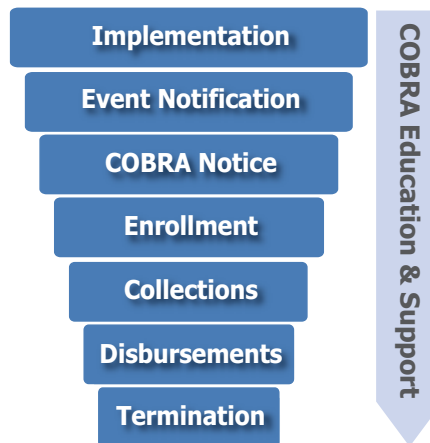 Implementation
Event Notification
COBRA Notice
Enrollment
Collections
Disbursements
Termination
COBRA Education & Support